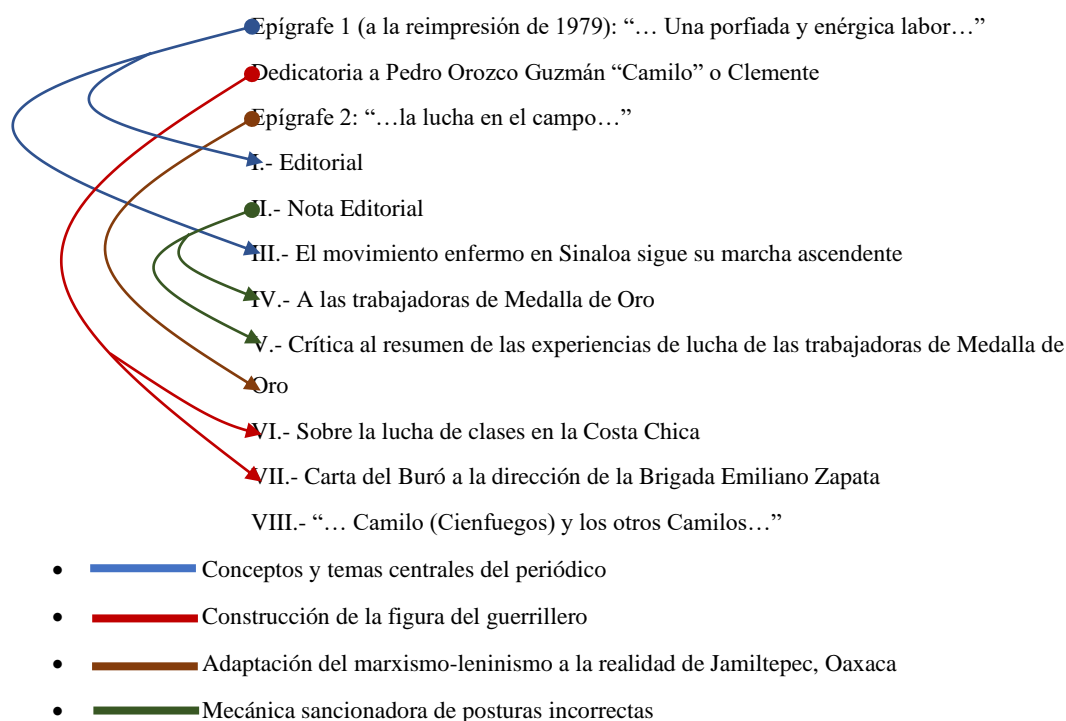 Epígrafe 1 (a la reimpresión de 1979): “… Una porfiada y enérgica labor…”
Dedicatoria a Pedro Orozco Guzmán “Camilo” o Clemente
Epígrafe 2: “…la lucha en el campo…”
I.- Editorial
II.- Nota Editorial
III.- El movimiento enfermo en Sinaloa sigue su marcha ascendente
IV.- A las trabajadoras de Medalla de Oro
V.- Crítica al resumen de las experiencias de lucha de las trabajadoras de Medalla de
Oro
VI.- Sobre la lucha de clases en la Costa Chica
VII.- Carta del Buró a la dirección de la Brigada Emiliano Zapata
VIII.- “… Camilo (Cienfuegos) y los otros Camilos…”
• Conceptos y temas centrales del periódico
• Construcción de la figura del guerrillero
• Adaptación del marxismo-leninismo a la realidad de Jamiltepec, Oaxaca
• Mecánica sancionadora de posturas incorrectas